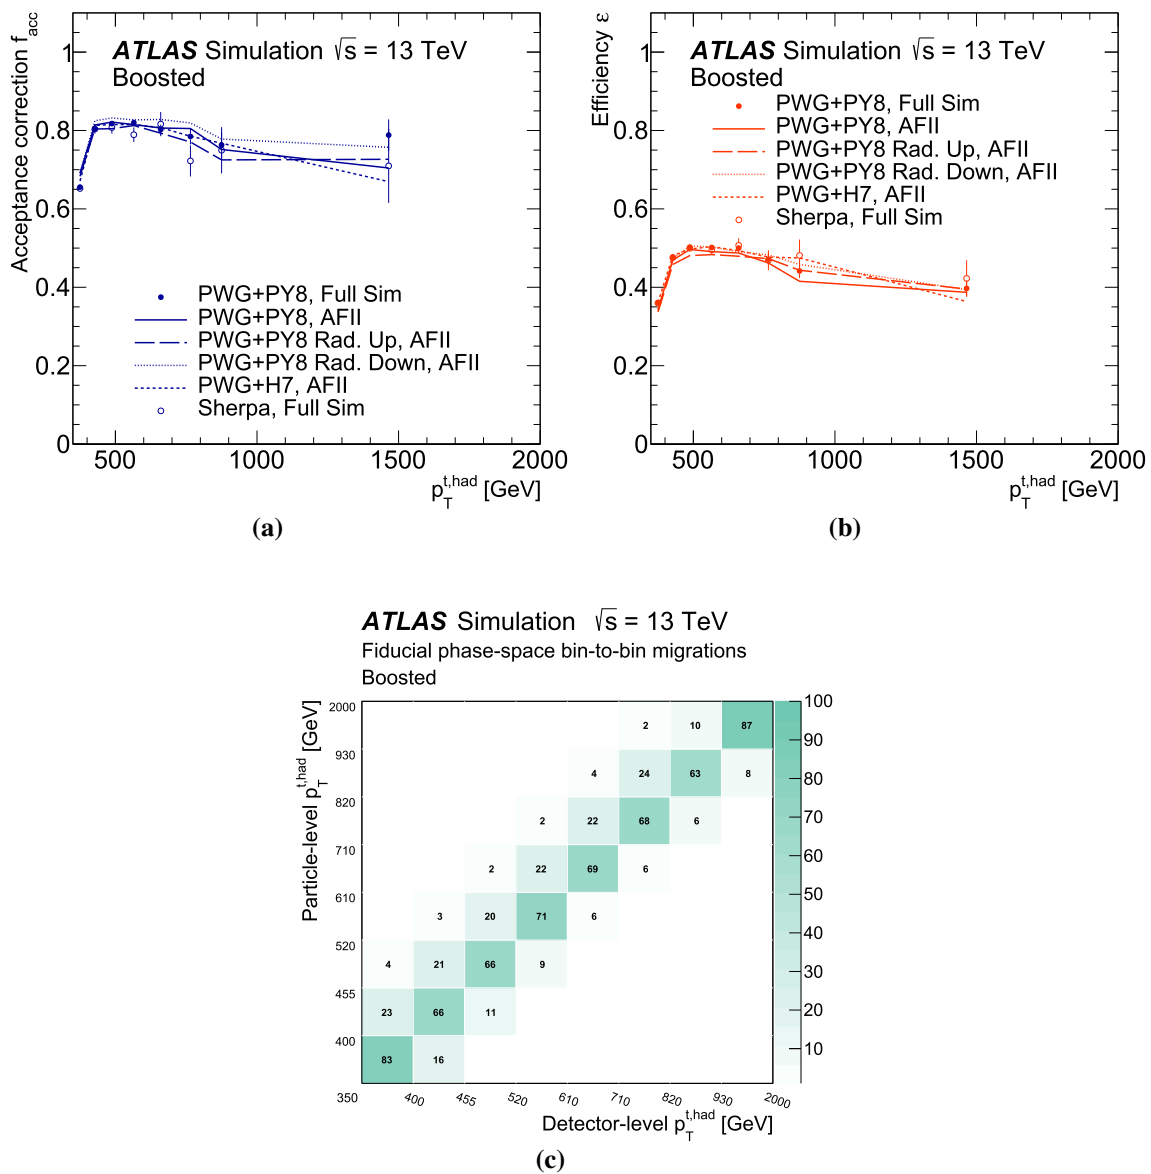 Acceptance correction f_acc
ATLAS Simulation √s = 13 TeV
Boosted
PWG+PY8, Full Sim
PWG+PY8, AFII
PWG+PY8 Rad. Up, AFII
PWG+PY8 Rad. Down, AFII
PWG+H7, AFII
Sherpa, Full Sim
1
0.8
0.6
0.4
0.2
0
500 1000 1500 2000
p_T^{t,had} [GeV]
(a)
Efficiency ε
ATLAS Simulation √s = 13 TeV
Boosted
PWG+PY8, Full Sim
PWG+PY8, AFII
PWG+PY8 Rad. Up, AFII
PWG+PY8 Rad. Down, AFII
PWG+H7, AFII
Sherpa, Full Sim
1
0.8
0.6
0.4
0.2
0
500 1000 1500 2000
p_T^{t,had} [GeV]
(b)
ATLAS Simulation √s = 13 TeV
Fiducial phase-space bin-to-bin migrations
Boosted
Particle-level p_T^{t,had} [GeV]
2000
930
820
710
610
520
455
400
2 10 87
4 24 63 8
2 22 68 6
2 22 69 6
3 20 71 6
4 21 66 9
23 66 11
83 16
100
90
80
70
60
50
40
30
20
10
350 400 455 520 610 710 820 930 2000
Detector-level p_T^{t,had} [GeV]
(c)